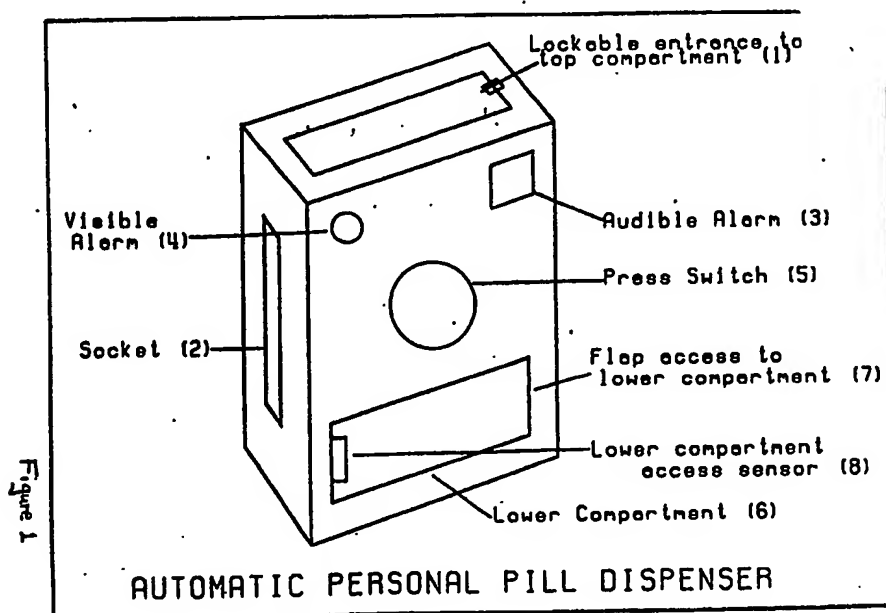 Lockable entrance to
top compartment (1)
Visible
Alarm (4)
Audible Alarm (3)
Press Switch (5)
Socket (2)
Flap access to
lower compartment (7)
Lower compartment
access sensor (8)
Lower Compartment (6)
Figure 1
AUTOMATIC PERSONAL PILL DISPENSER